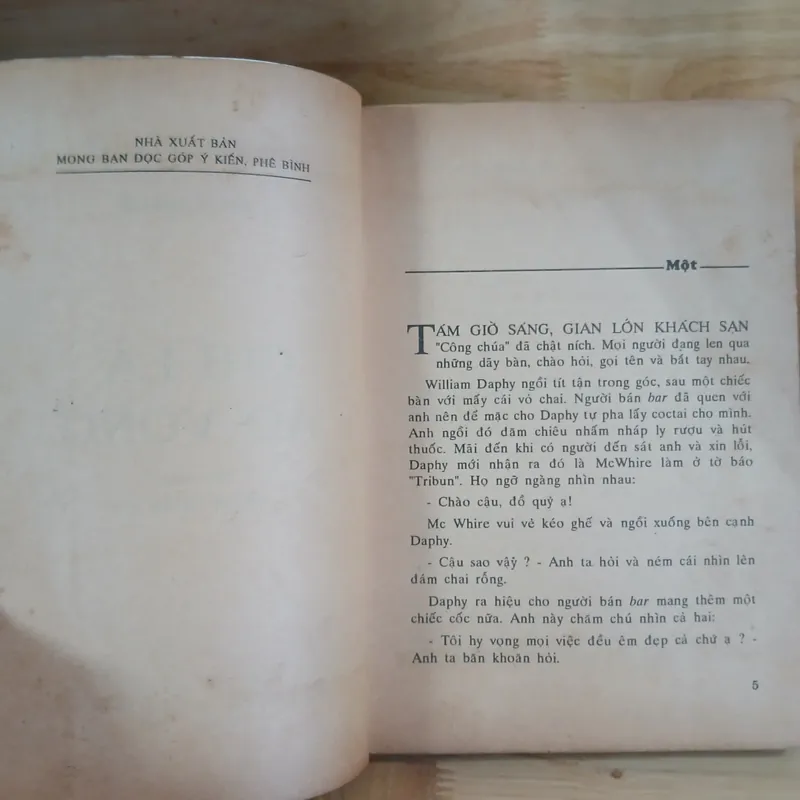 NHÀ XUẤT BẢN
MONG BẠN ĐỌC GÓP Ý KIẾN, PHÊ BÌNH
Một
TÁM GIỜ SÁNG, GIAN LỚN KHÁCH SẠN
"Công chúa" đã chật ních. Mọi người đang len qua
những dãy bàn, chào hỏi, gọi tên và bắt tay nhau.
William Daphy ngồi tít tận trong góc, sau một chiếc
bàn với mấy cái vỏ chai. Người bán bar đã quen với
anh nên để mặc cho Daphy tự pha lấy coctai cho mình.
Anh ngồi đó đăm chiêu nhấm nháp ly rượu và hút
thuốc. Mãi đến khi có người đến sát anh và xin lỗi,
Daphy mới nhận ra đó là McWhire làm ở tờ báo
"Tribun". Họ ngỡ ngàng nhìn nhau:
- Chào cậu, đồ quỷ ạ!
Mc Whire vui vẻ kéo ghế và ngồi xuống bên cạnh
Daphy.
- Cậu sao vậy ? - Anh ta hỏi và ném cái nhìn lên
đám chai rỗng.
Daphy ra hiệu cho người bán bar mang thêm một
chiếc cốc nữa. Anh này chăm chú nhìn cả hai:
- Tôi hy vọng mọi việc đều êm đẹp cả chứ ạ ? -
Anh ta băn khoăn hỏi.
5